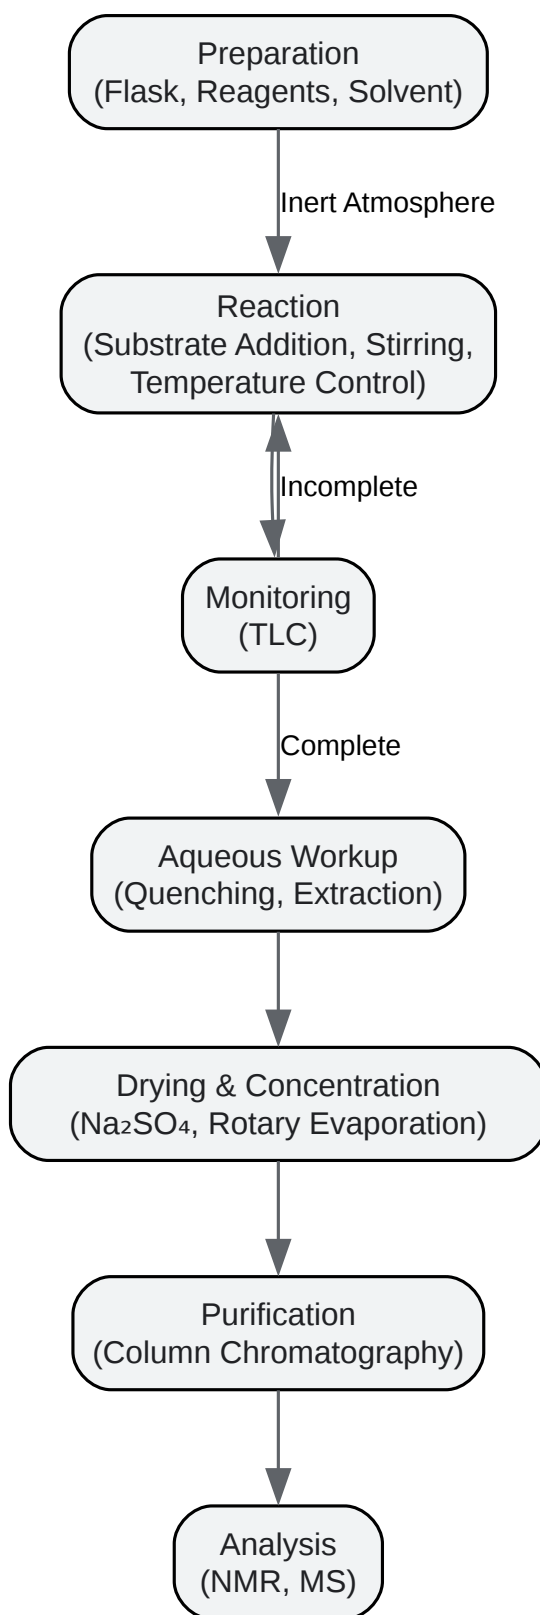 Preparation
(Flask, Reagents, Solvent)
Inert Atmosphere
Reaction
(Substrate Addition, Stirring,
Temperature Control)
Incomplete
Monitoring
(TLC)
Complete
Aqueous Workup
(Quenching, Extraction)
Drying & Concentration
(Na₂SO₄, Rotary Evaporation)
Purification
(Column Chromatography)
Analysis
(NMR, MS)